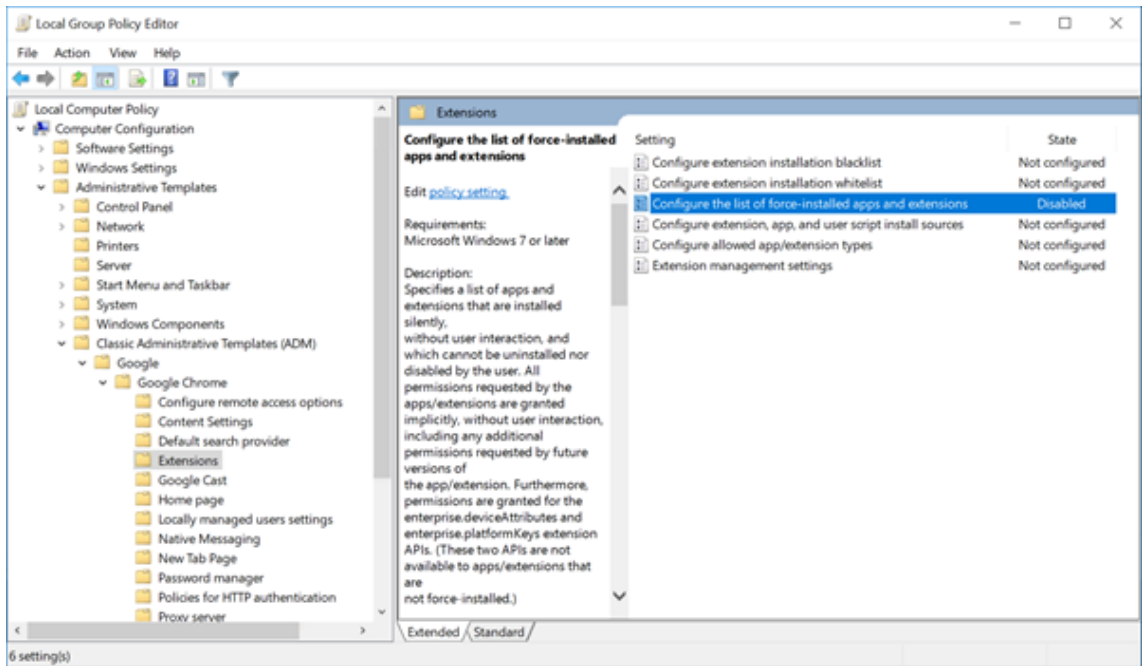 Local Group Policy Editor
File Action View Help
Local Computer Policy
Computer Configuration
Software Settings
Windows Settings
Administrative Templates
Control Panel
Network
Printers
Server
Start Menu and Taskbar
System
Windows Components
Classic Administrative Templates (ADM)
Google
Google Chrome
Configure remote access options
Content Settings
Default search provider
Extensions
Google Cast
Home page
Locally managed users settings
Native Messaging
New Tab Page
Password manager
Policies for HTTP authentication
Proxy server
Extensions
Configure the list of force-installed
apps and extensions
Edit policy setting.
Requirements:
Microsoft Windows 7 or later
Description:
Specifies a list of apps and
extensions that are installed
silently,
without user interaction, and
which cannot be uninstalled nor
disabled by the user. All
permissions requested by the
apps/extensions are granted
implicitly, without user interaction,
including any additional
permissions requested by future
versions of
the app/extension. Furthermore,
permissions are granted for the
enterprise.deviceAttributes and
enterprise.platformKeys extension
APIs. (These two APIs are not
available to apps/extensions that
are
not force-installed.)
Setting State
Configure extension installation blacklist Not configured
Configure extension installation whitelist Not configured
Configure the list of force-installed apps and extensions Disabled
Configure extension, app, and user script install sources Not configured
Configure allowed app/extension types Not configured
Extension management settings Not configured
Extended Standard
6 setting(s)